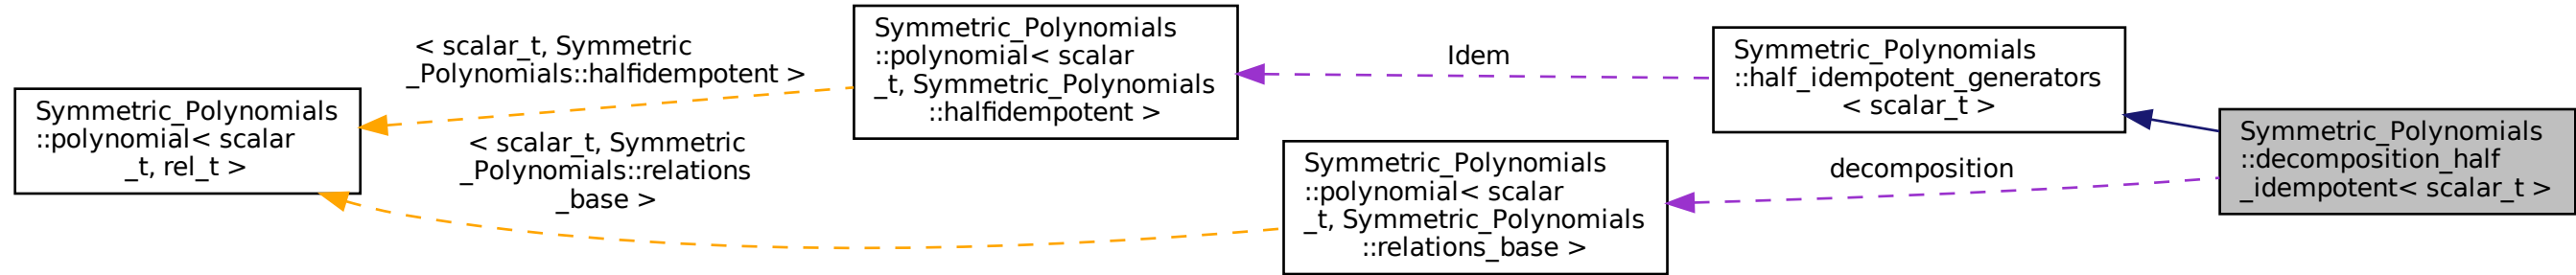 Symmetric_Polynomials
::polynomial< scalar
_t, rel_t >
< scalar_t, Symmetric
_Polynomials::halfidempotent >
< scalar_t, Symmetric
_Polynomials::relations
_base >
Symmetric_Polynomials
::polynomial< scalar
_t, Symmetric_Polynomials
::halfidempotent >
Symmetric_Polynomials
::polynomial< scalar
_t, Symmetric_Polynomials
::relations_base >
Idem
decomposition
Symmetric_Polynomials
::half_idempotent_generators
< scalar_t >
Symmetric_Polynomials
::decomposition_half
_idempotent< scalar_t >